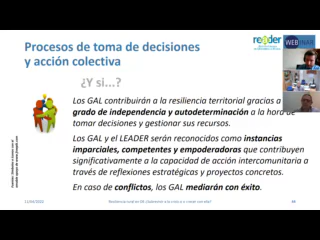 Procesos de toma de decisiones
y acción colectiva
¿Y si...?
Los GAL contribuirán a la resiliencia territorial gracias a
grado de independencia y autodeterminación a la hora de
tomar decisiones y gestionar sus recursos.
Los GAL y el LEADER serán reconocidos como instancias
imparciales, competentes y empoderadoras que contribuyen
significativamente a la capacidad de acción intercomunitaria a
través de reflexiones estratégicas y proyectos concretos.
En caso de conflictos, los GAL mediarán con éxito.
11/04/2022